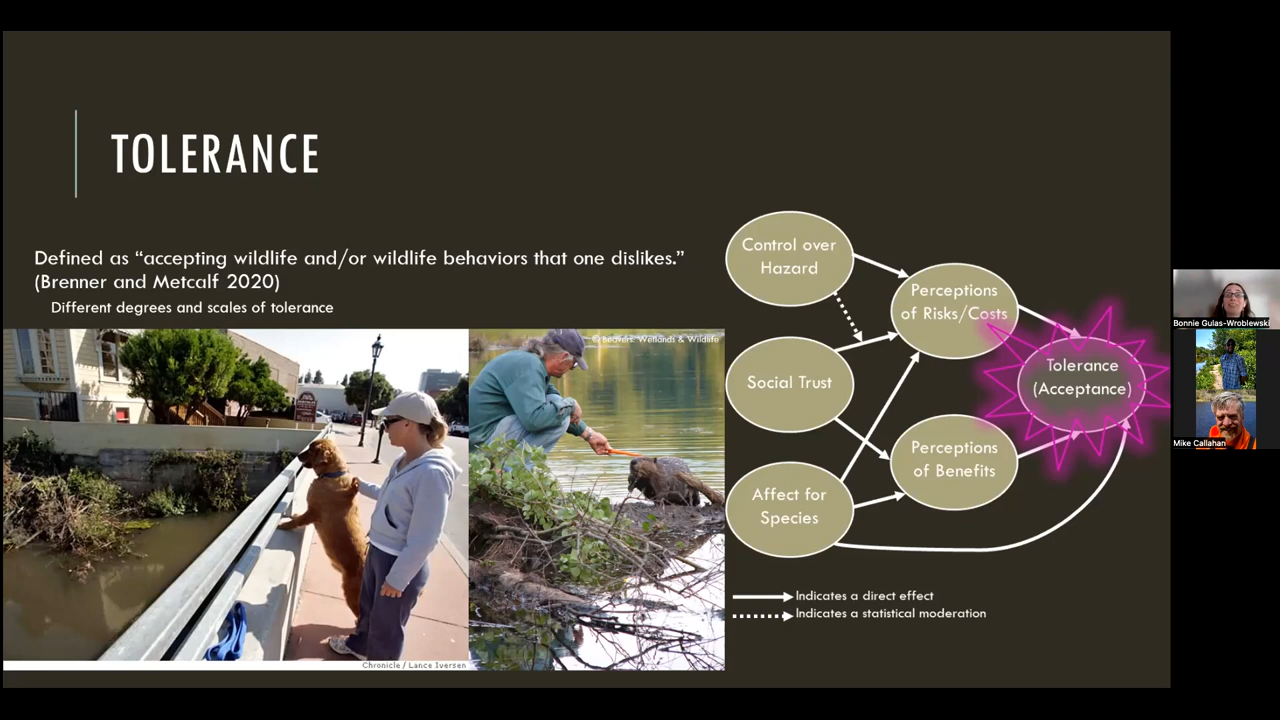 TOLERANCE
Defined as “accepting wildlife and/or wildlife behaviors that one dislikes.”
(Brenner and Metcalf 2020)
Different degrees and scales of tolerance
© Beavers: Wetlands & Wildlife
Chronicle / Lance Iversen
Control over
Hazard
Perceptions
of Risks/Costs
Social Trust
Tolerance
(Acceptance)
Perceptions
of Benefits
Affect for
Species
Indicates a direct effect
Indicates a statistical moderation
Bonnie Gulas-Wroblewski
Mike Callahan